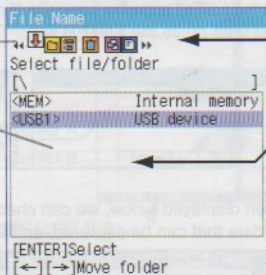 File Name
Select file/folder
[\ ]
<MEM> Internal memory
<USB1> USB device
[ENTER]Select
[←][→]Move folder